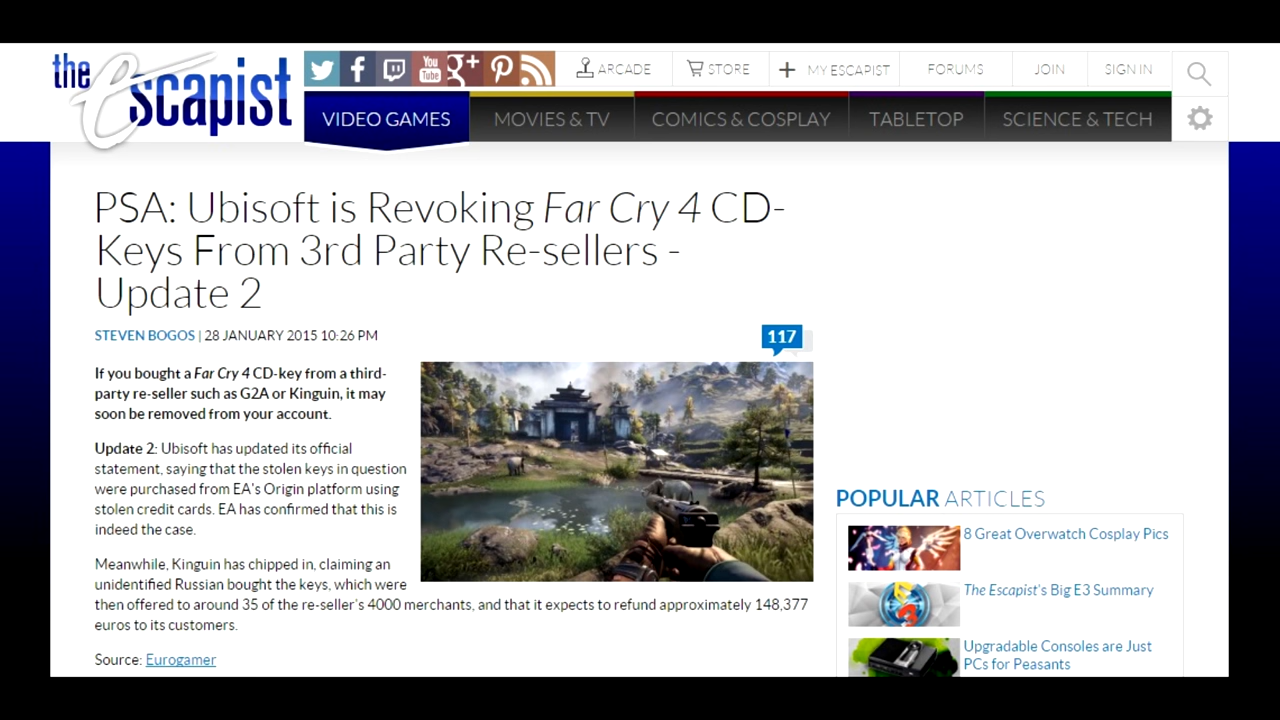 the escapist
You
Tube
g+
ARCADE
STORE
MY ESCAPIST
FORUMS
JOIN
SIGN IN
VIDEO GAMES
MOVIES & TV
COMICS & COSPLAY
TABLETOP
SCIENCE & TECH
PSA: Ubisoft is Revoking Far Cry 4 CD-
Keys From 3rd Party Re-sellers -
Update 2
STEVEN BOGOS | 28 JANUARY 2015 10:26 PM
117
If you bought a Far Cry 4 CD-key from a third-
party re-seller such as G2A or Kinguin, it may
soon be removed from your account.
Update 2: Ubisoft has updated its official
statement, saying that the stolen keys in question
were purchased from EA's Origin platform using
stolen credit cards. EA has confirmed that this is
indeed the case.
Meanwhile, Kinguin has chipped in, claiming an
unidentified Russian bought the keys, which were
then offered to around 35 of the re-seller's 4000 merchants, and that it expects to refund approximately 148,377
euros to its customers.
Source: Eurogamer
POPULAR ARTICLES
8 Great Overwatch Cosplay Pics
E3
The Escapist's Big E3 Summary
Upgradable Consoles are Just
PCs for Peasants